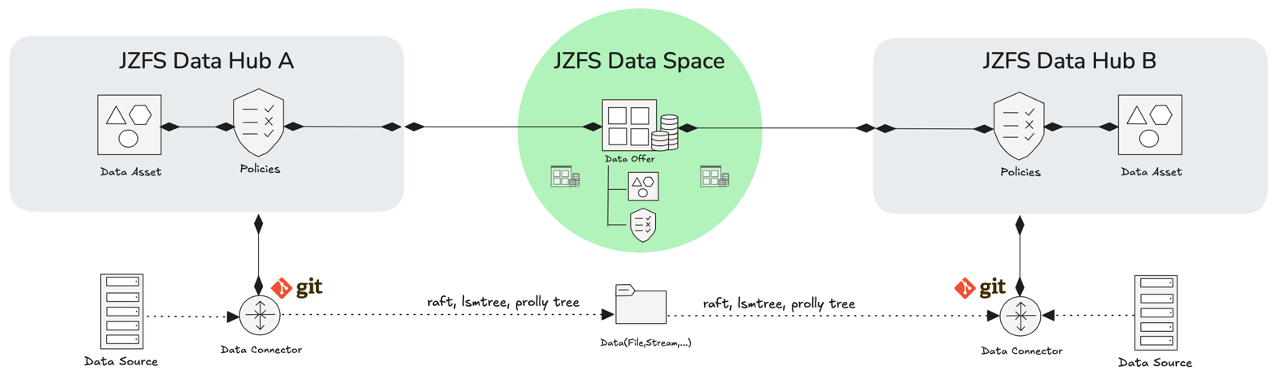 JZFS Data Hub A
JZFS Data Space
JZFS Data Hub B
Data Asset
Policies
Data Offer
Policies
Data Asset
git
git
raft, lsmtree, prolly tree
raft, lsmtree, prolly tree
Data Source
Data Connector
Data(File,Stream,...)
Data Connector
Data Source